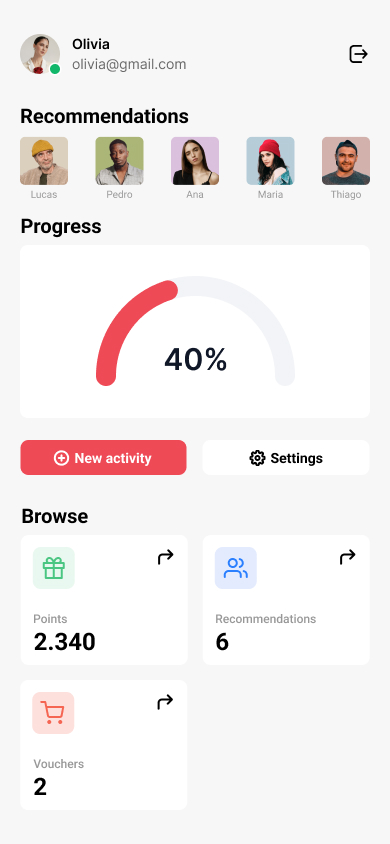 Olivia
olivia@gmail.com
Recommendations
Lucas
Pedro
Ana
Maria
Thiago
Progress
40%
New activity
Settings
Browse
Points
2.340
Recommendations
6
Vouchers
2